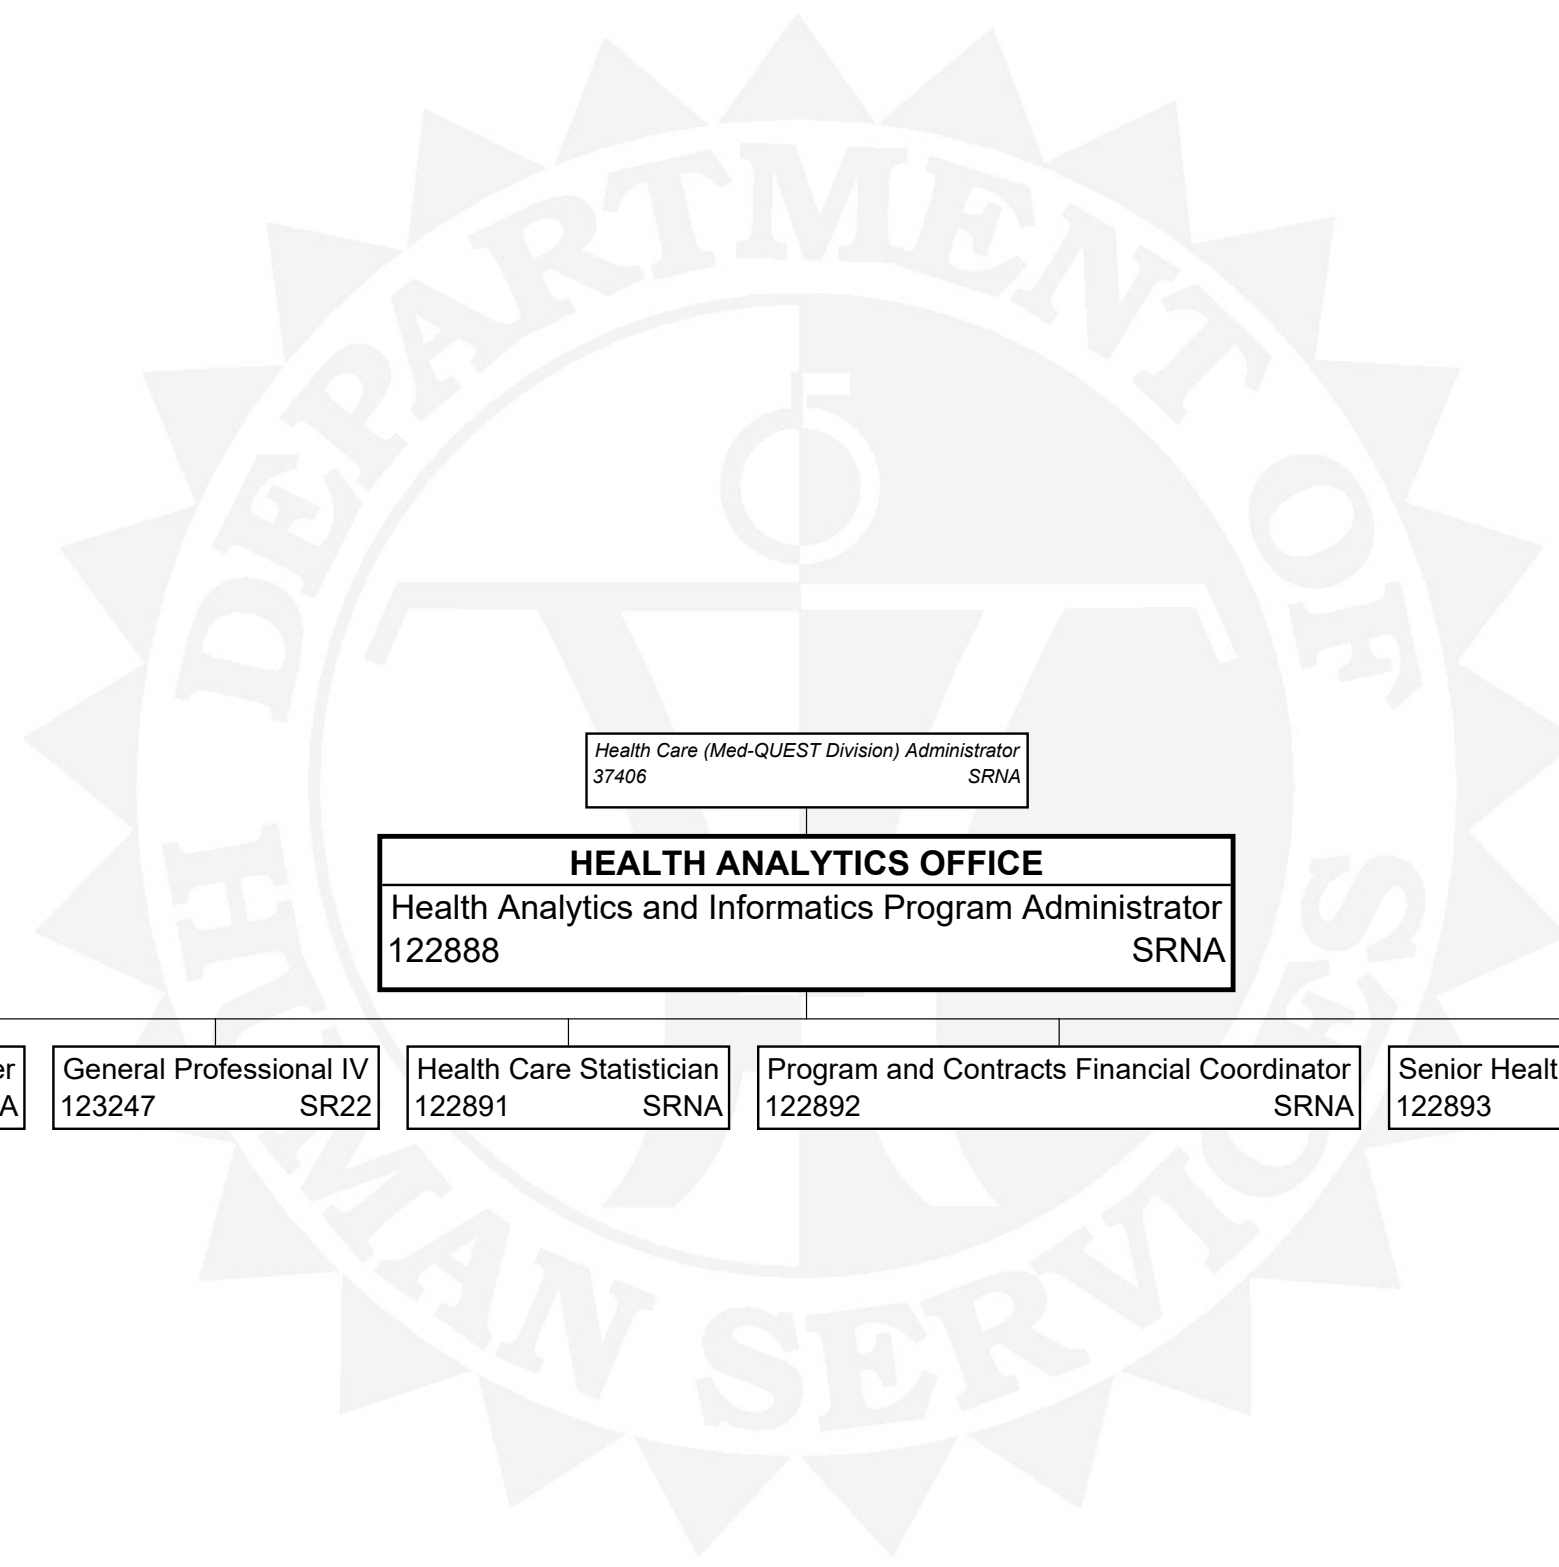 DEPARTMENT OF
HUMAN SERVICES
Health Care (Med-QUEST Division) Administrator
37406 SRNA
HEALTH ANALYTICS OFFICE
Health Analytics and Informatics Program Administrator
122888 SRNA
General Professional IV
123247 SR22
Health Care Statistician
122891 SRNA
Program and Contracts Financial Coordinator
122892 SRNA
Senior
122893